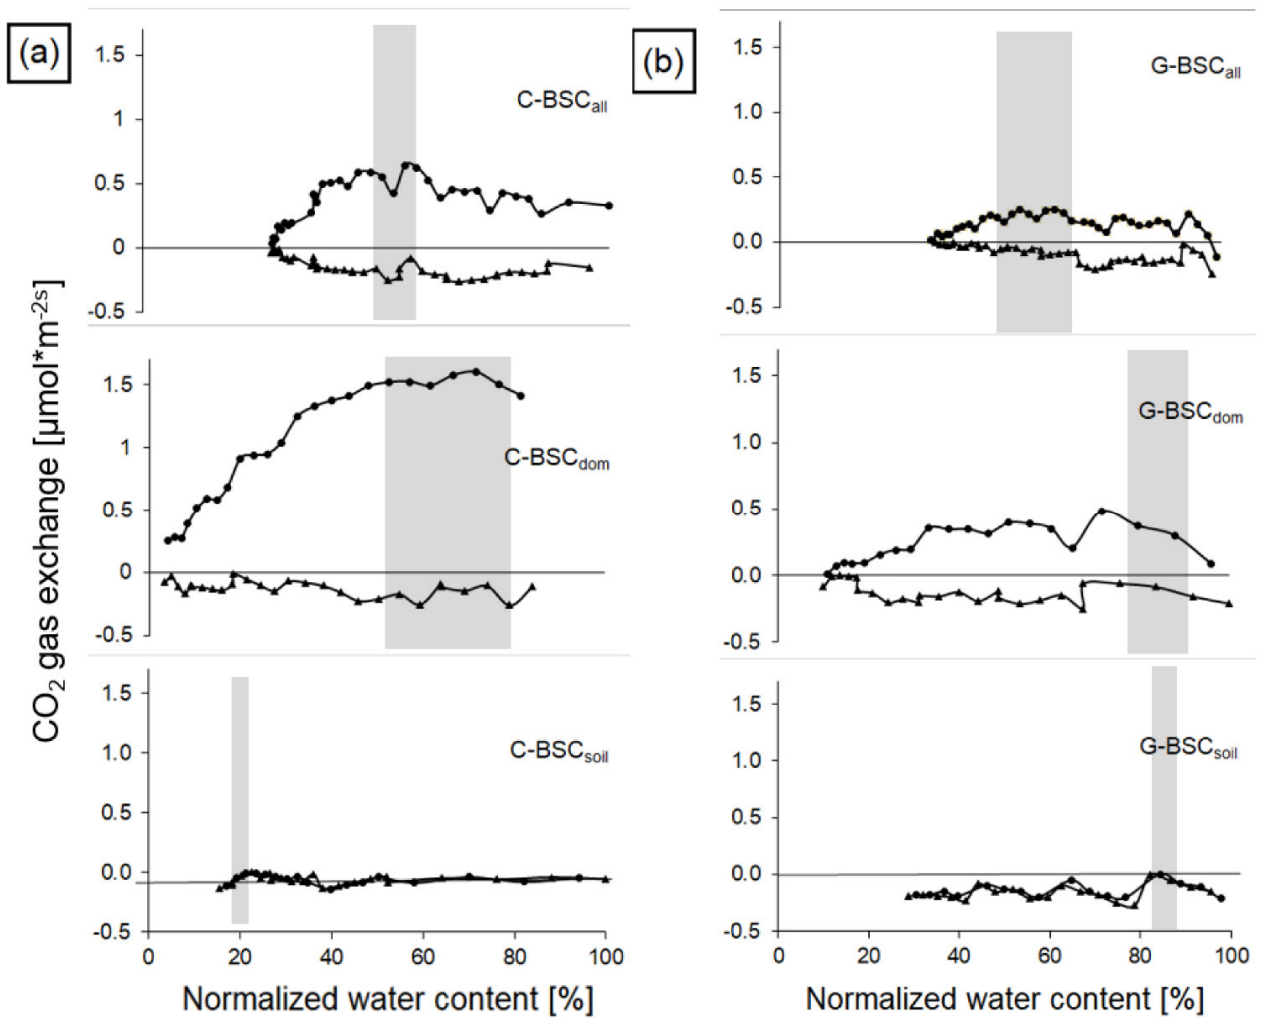 (a)
1.5
1
0.5
0
-0.5
C-BSCall
1.5
1
0.5
0
-0.5
C-BSCdom
1.5
1.0
0.5
0.0
-0.5
C-BSCsoil
0 20 40 60 80 100
Normalized water content [%]
CO2 gas exchange [µmol*m-2s]
(b)
1.5
1.0
0.5
0.0
-0.5
G-BSCall
1.5
1.0
0.5
0.0
-0.5
G-BSCdom
1.5
1.0
0.5
0.0
-0.5
G-BSCsoil
0 20 40 60 80 100
Normalized water content [%]